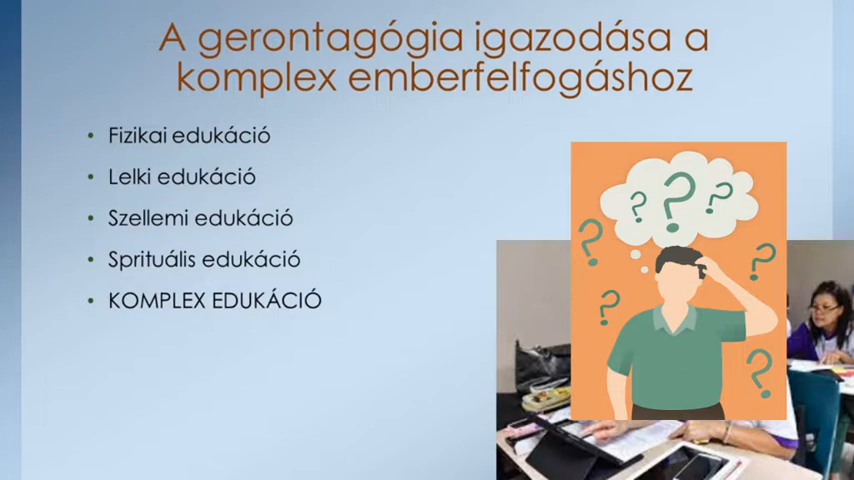 A gerontagógia igazodása a
komplex emberfelfogáshoz
• Fizikai edukáció
• Lelki edukáció
• Szellemi edukáció
• Sprituális edukáció
• KOMPLEX EDUKÁCIÓ
? ? ?
? ?
? ?